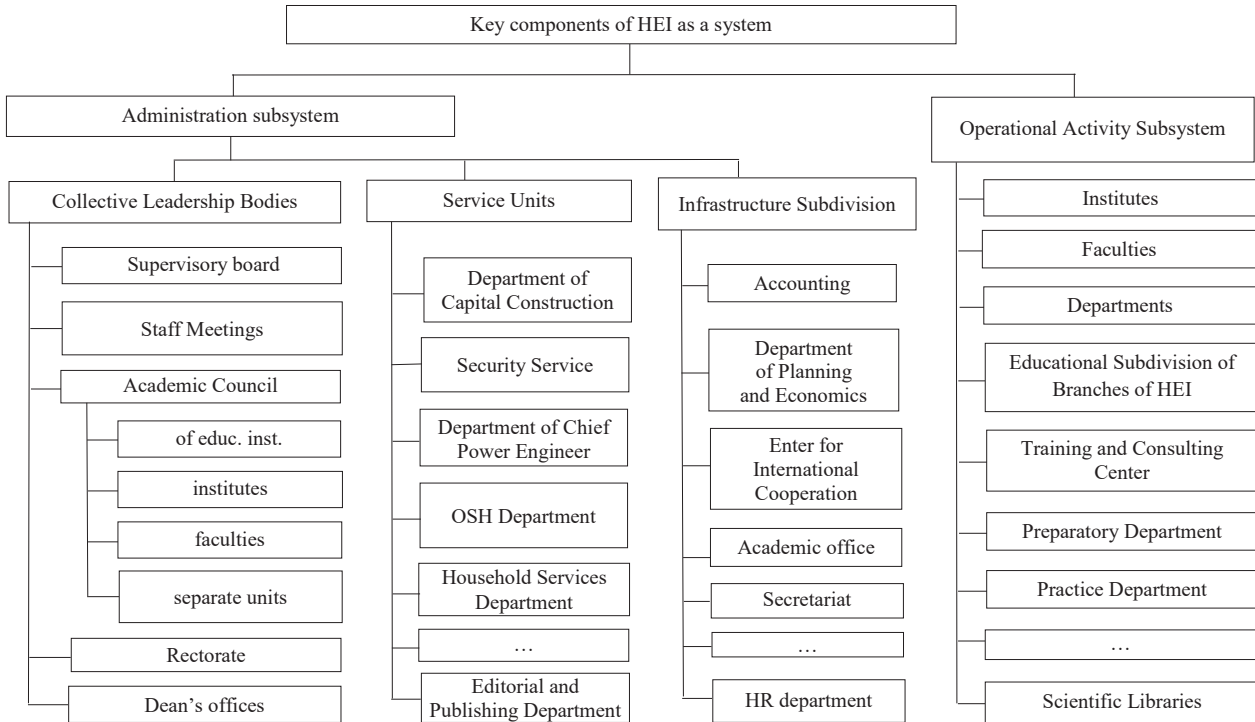 Key components of HEI as a system
Administration subsystem
Operational Activity Subsystem
Collective Leadership Bodies
Supervisory board
Staff Meetings
Academic Council
of educ. inst.
institutes
faculties
separate units
Rectorate
Dean’s offices
Service Units
Department of
Capital Construction
Security Service
Department of Chief
Power Engineer
OSH Department
Household Services
Department
…
Editorial and
Publishing Department
Infrastructure Subdivision
Accounting
Department
of Planning
and Economics
Enter for
International
Cooperation
Academic office
Secretariat
…
HR department
Institutes
Faculties
Departments
Educational Subdivision of
Branches of HEI
Training and Consulting
Center
Preparatory Department
Practice Department
…
Scientific Libraries